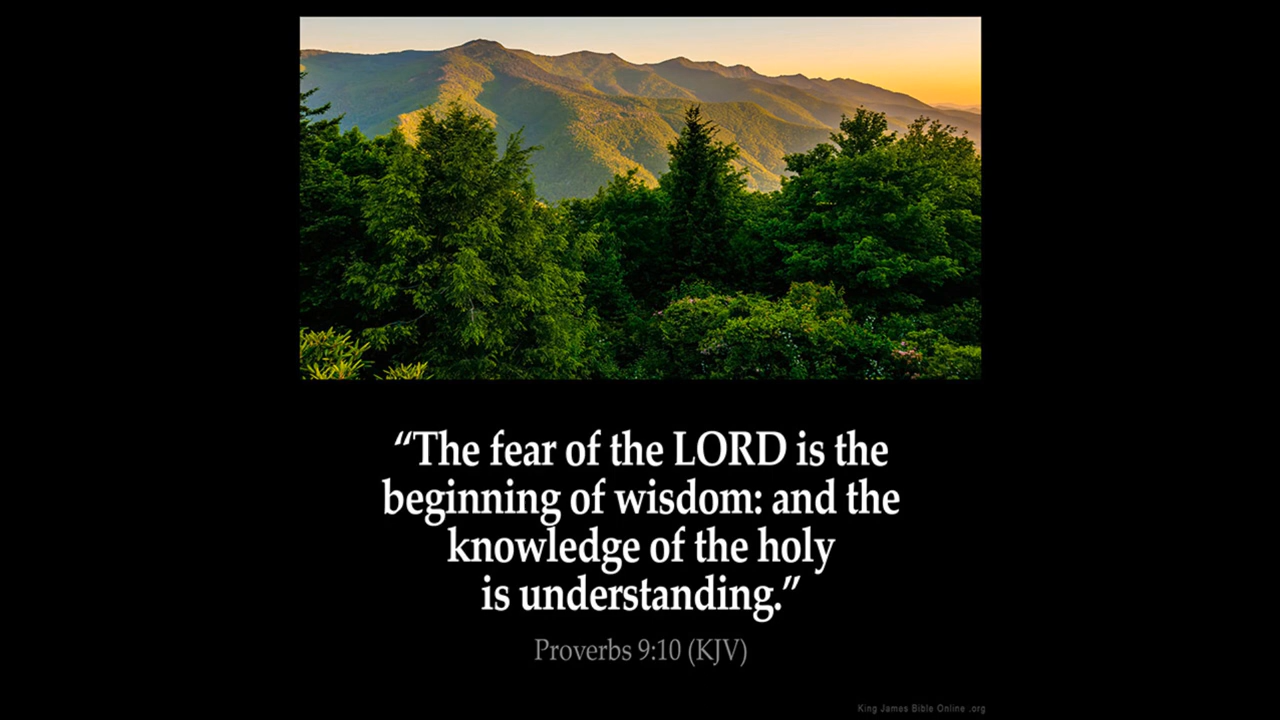 “The fear of the LORD is the
beginning of wisdom: and the
knowledge of the holy
is understanding.”
Proverbs 9:10 (KJV)
King James Bible Online .org